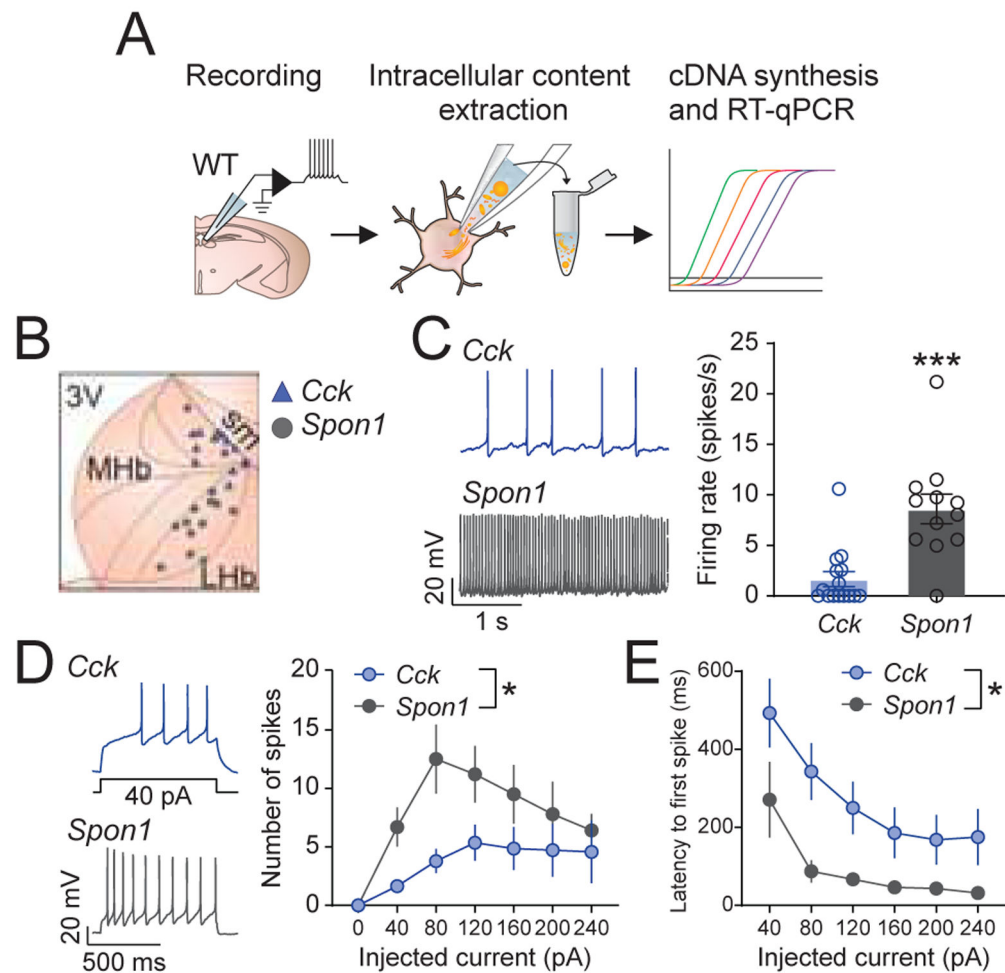 A
Recording
Intracellular content
extraction
cDNA synthesis
and RT-qPCR
WT
B
3V
sm
MHb
LHb
Cck
Spon1
C
Cck
Spon1
20 mV
1 s
Firing rate (spikes/s)
25
20
15
10
5
0
***
Cck
Spon1
D
Cck
40 pA
Spon1
20 mV
500 ms
Number of spikes
20
15
10
5
0
Cck
Spon1
*
0 40 80 120 160 200 240
Injected current (pA)
E
Latency to first spike (ms)
600
400
200
0
Cck
Spon1
*
40 80 120 160 200 240
Injected current (pA)